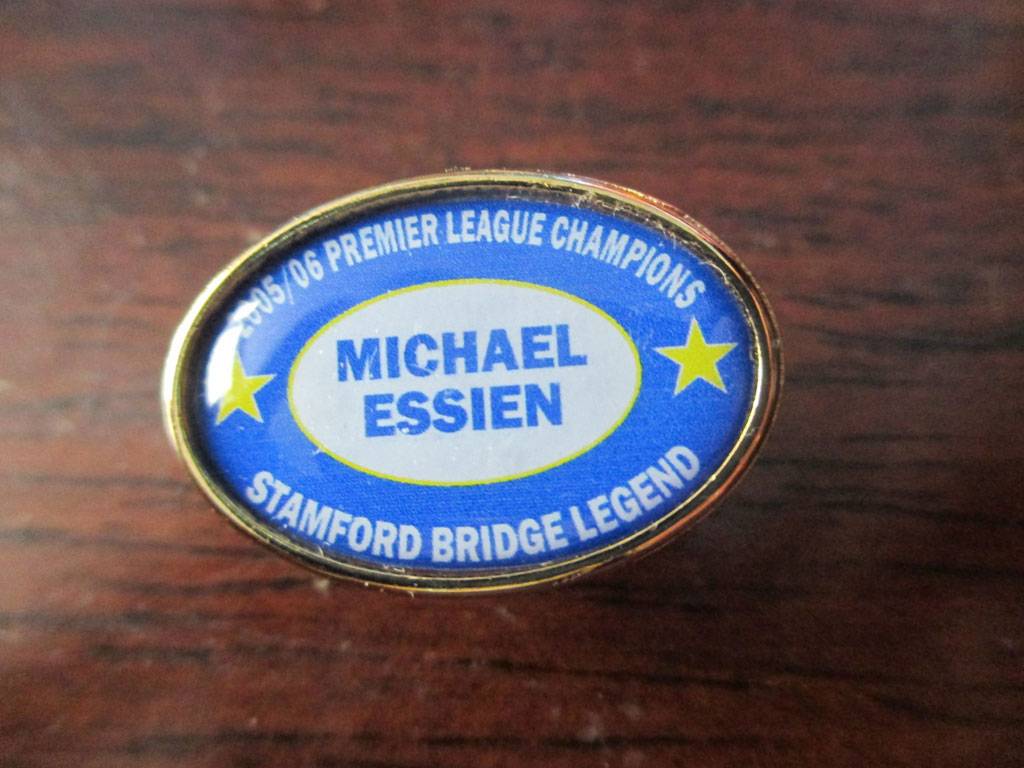 2005/06 PREMIER LEAGUE CHAMPIONS
MICHAEL
ESSIEN
STAMFORD BRIDGE LEGEND